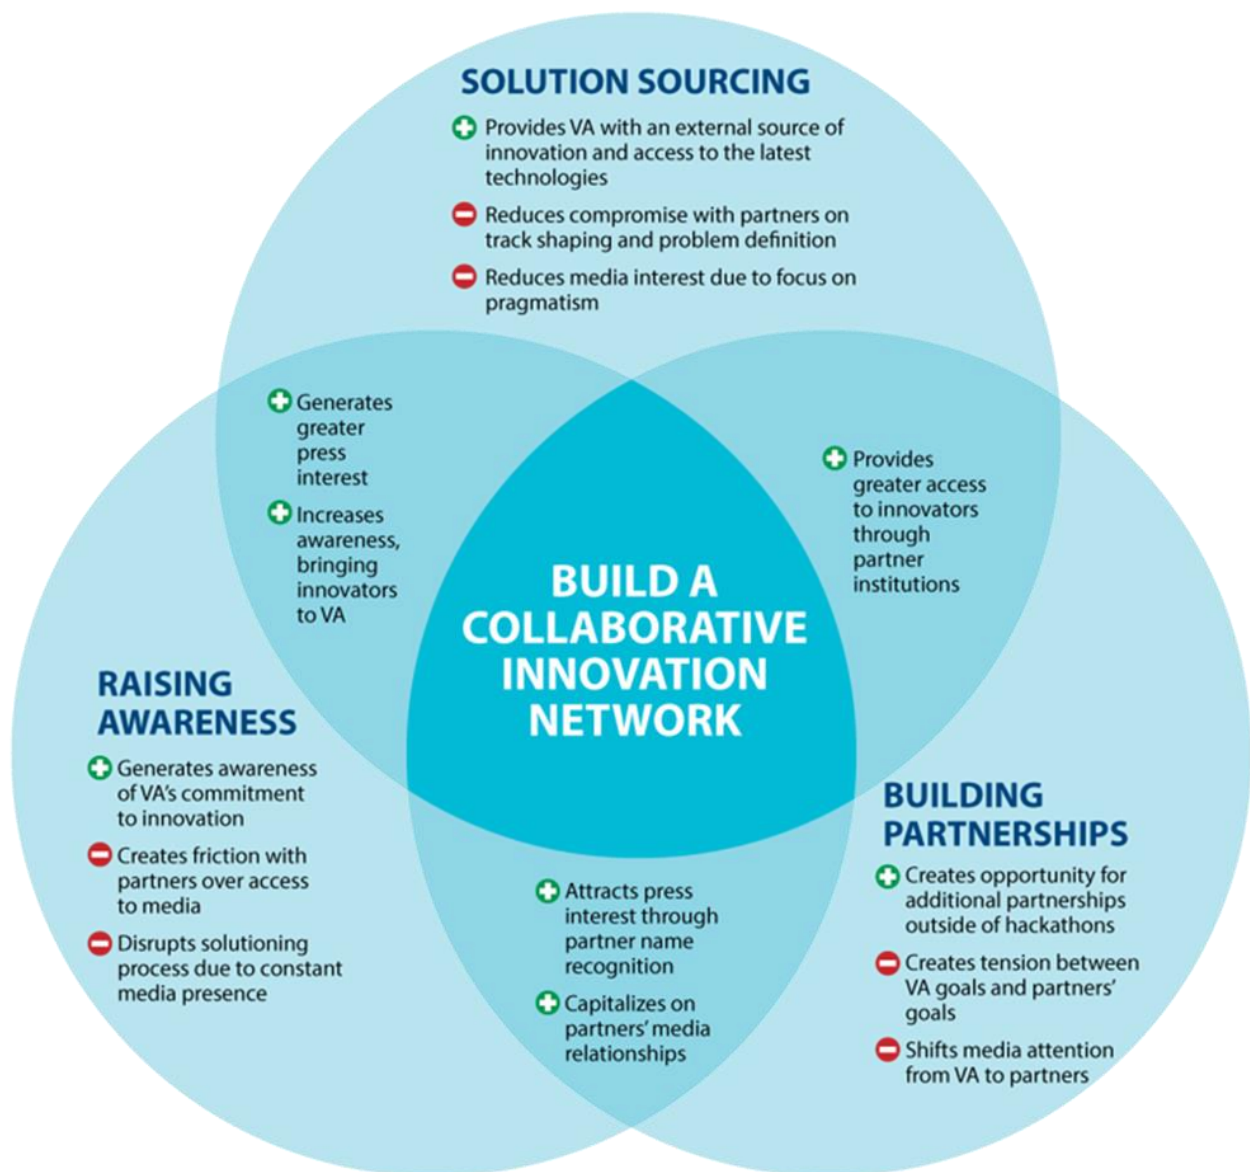 SOLUTION SOURCING
Provides VA with an external source of
innovation and access to the latest
technologies
Reduces compromise with partners on
track shaping and problem definition
Reduces media interest due to focus on
pragmatism
Generates
greater
press
interest
Increases
awareness,
bringing
innovators
to VA
Provides
greater access
to innovators
through
partner
institutions
BUILD A
COLLABORATIVE
INNOVATION
NETWORK
RAISING
AWARENESS
Generates awareness
of VA's commitment
to innovation
Creates friction with
partners over access
to media
Disrupts solutioning
process due to constant
media presence
Attracts press
interest through
partner name
recognition
Capitalizes on
partners' media
relationships
BUILDING
PARTNERSHIPS
Creates opportunity for
additional partnerships
outside of hackathons
Creates tension between
VA goals and partners'
goals
Shifts media attention
from VA to partners